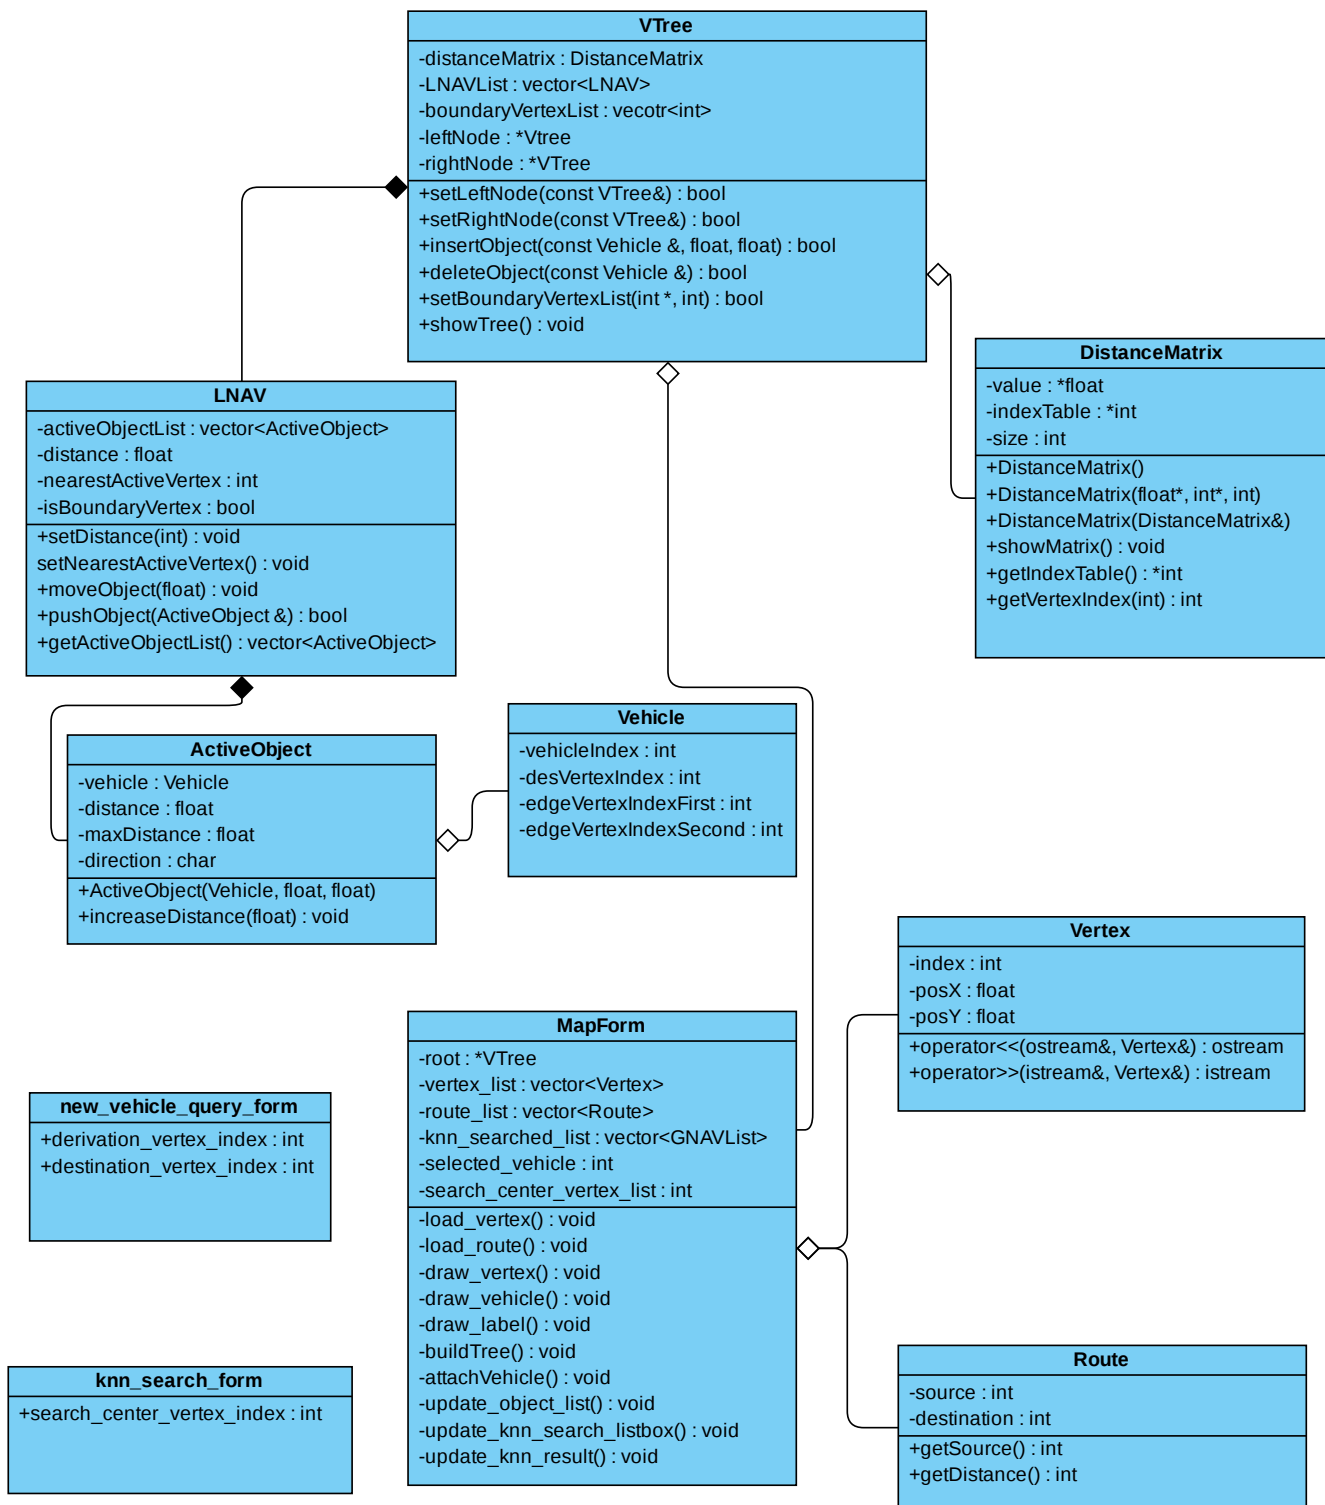 VTree
-distanceMatrix : DistanceMatrix
-LNAVList : vector<LNAV>
-boundaryVertexList : vecotr<int>
-leftNode : *Vtree
-rightNode : *VTree
+setLeftNode(const VTree&) : bool
+setRightNode(const VTree&) : bool
+insertObject(const Vehicle &, float, float) : bool
+deleteObject(const Vehicle &) : bool
+setBoundaryVertexList(int *, int) : bool
+showTree() : void
DistanceMatrix
-value : *float
-indexTable : *int
-size : int
+DistanceMatrix()
+DistanceMatrix(float*, int*, int)
+DistanceMatrix(DistanceMatrix&)
+showMatrix() : void
+getIndexTable() : *int
+getVertexIndex(int) : int
LNAV
-activeObjectList : vector<ActiveObject>
-distance : float
-nearestActiveVertex : int
-isBoundaryVertex : bool
+setDistance(int) : void
setNearestActiveVertex() : void
+moveObject(float) : void
+pushObject(ActiveObject &) : bool
+getActiveObjectList() : vector<ActiveObject>
Vehicle
-vehicleIndex : int
-desVertexIndex : int
-edgeVertexIndexFirst : int
-edgeVertexIndexSecond : int
ActiveObject
-vehicle : Vehicle
-distance : float
-maxDistance : float
-direction : char
+ActiveObject(Vehicle, float, float)
+increaseDistance(float) : void
Vertex
-index : int
-posX : float
-posY : float
+operator<<(ostream&, Vertex&) : ostream
+operator>>(istream&, Vertex&) : istream
MapForm
-root : *VTree
-vertex_list : vector<Vertex>
-route_list : vector<Route>
-knn_searched_list : vector<GNAVList>
-selected_vehicle : int
-search_center_vertex_list : int
-load_vertex() : void
-load_route() : void
-draw_vertex() : void
-draw_vehicle() : void
-draw_label() : void
-buildTree() : void
-attachVehicle() : void
-update_object_list() : void
-update_knn_search_listbox() : void
-update_knn_result() : void
new_vehicle_query_form
+derivation_vertex_index : int
+destination_vertex_index : int
knn_search_form
+search_center_vertex_index : int
Route
-source : int
-destination : int
+getSource() : int
+getDistance() : int